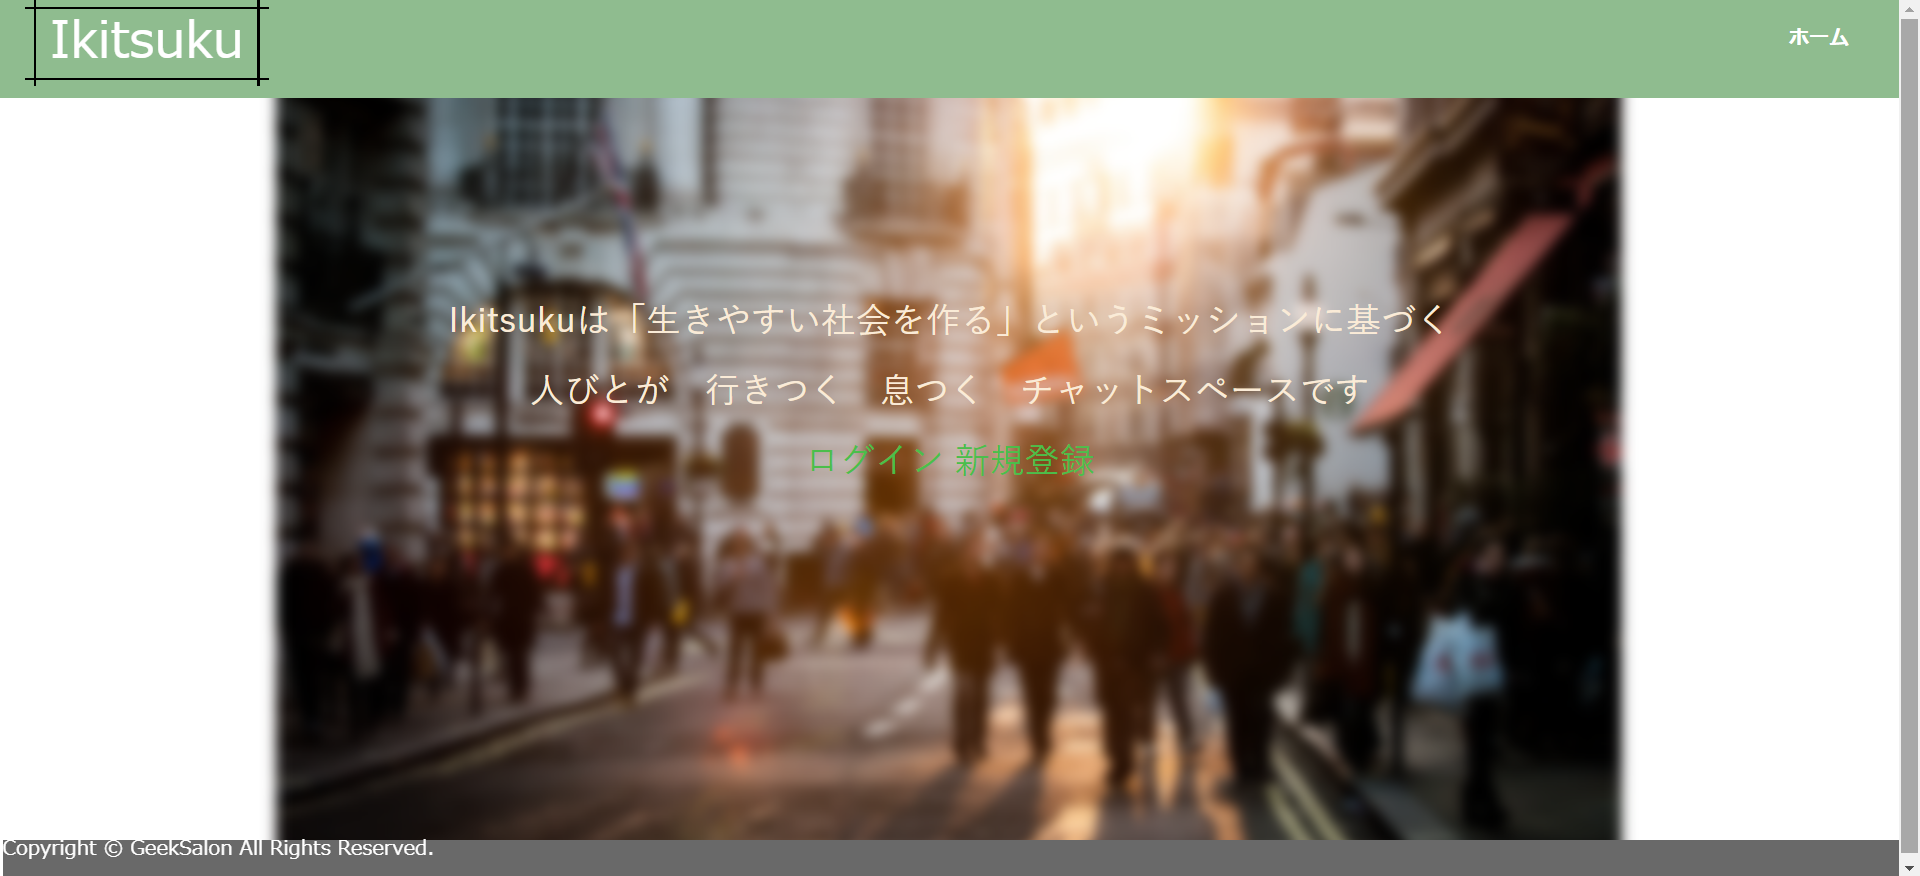 Ikitsuku
ホーム
Ikitsukuは「生きやすい社会を作る」というミッションに基づく
人びとが　行きつく　息つく　チャットスペースです
ログイン 新規登録
Copyright © GeekSalon All Rights Reserved.